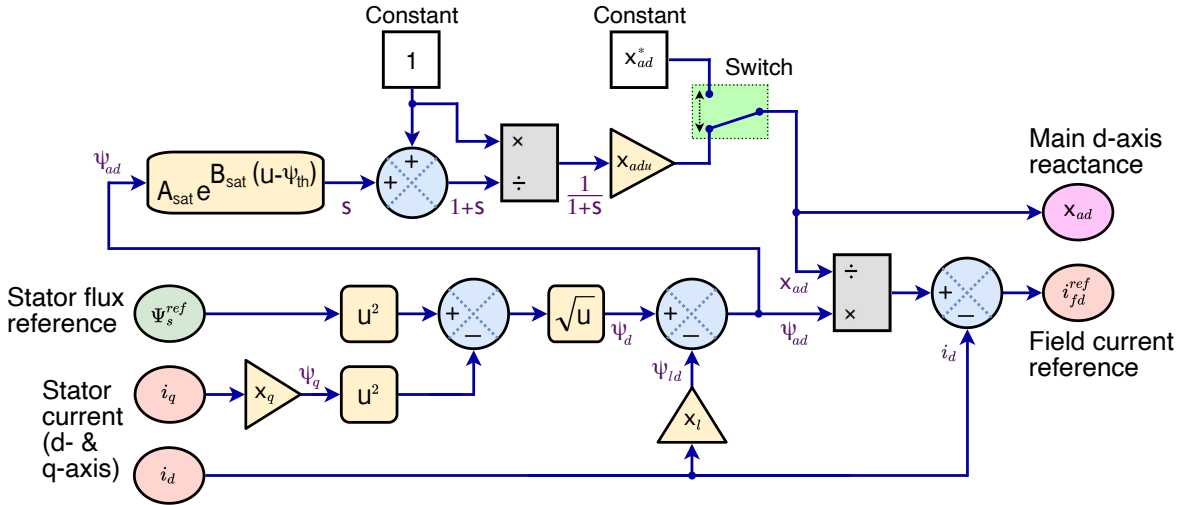 Constant
Constant
1
x*ad
Switch
ψad
Asat e Bsat (u-ψth)
s
+
+
1+s
×
÷
1/1+s
xadu
Main d-axis
reactance
xad
Stator flux
reference
Ψs ref
u²
+
−
√u
ψd
+
−
xad
ψad
÷
×
+
−
ifd ref
Field current
reference
Stator
current
(d- &
q-axis)
iq
xq
ψq
u²
ψld
xl
id
id